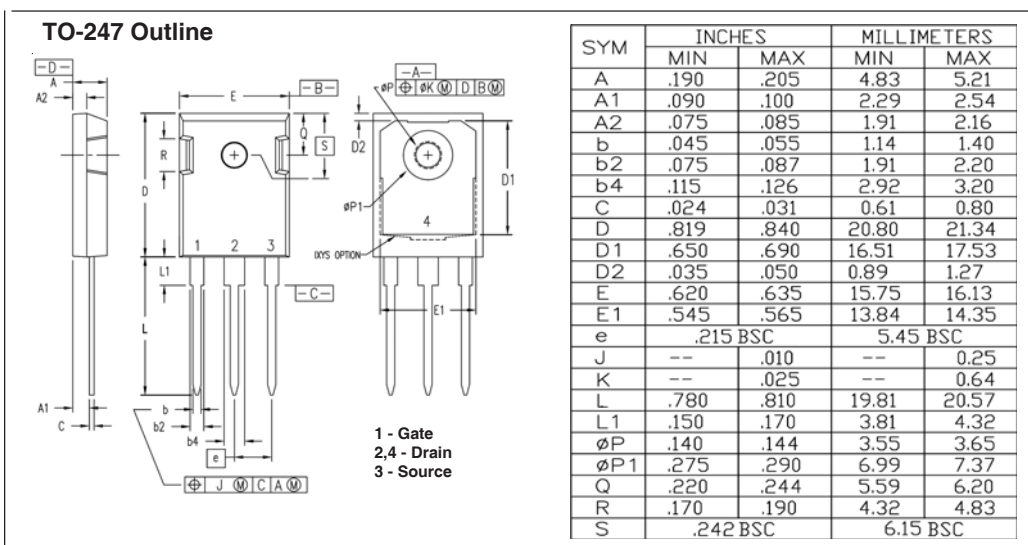 TO-247 Outline
-D-
A
A2
E
-B-
-A-
øP ⌖ øK Ⓜ D B Ⓜ
Q
S
D2
R
D
D1
øP1
4
1 2 3
IXYS OPTION
L1
-C-
E1
L
A1
C
b
b2
b4
e
⌖ J Ⓜ C A Ⓜ
1 - Gate
2,4 - Drain
3 - Source
SYM INCHES MILLIMETERS
MIN MAX MIN MAX
A .190 .205 4.83 5.21
A1 .090 .100 2.29 2.54
A2 .075 .085 1.91 2.16
b .045 .055 1.14 1.40
b2 .075 .087 1.91 2.20
b4 .115 .126 2.92 3.20
C .024 .031 0.61 0.80
D .819 .840 20.80 21.34
D1 .650 .690 16.51 17.53
D2 .035 .050 0.89 1.27
E .620 .635 15.75 16.13
E1 .545 .565 13.84 14.35
e .215 BSC 5.45 BSC
J -- .010 -- 0.25
K -- .025 -- 0.64
L .780 .810 19.81 20.57
L1 .150 .170 3.81 4.32
øP .140 .144 3.55 3.65
øP1 .275 .290 6.99 7.37
Q .220 .244 5.59 6.20
R .170 .190 4.32 4.83
S .242 BSC 6.15 BSC